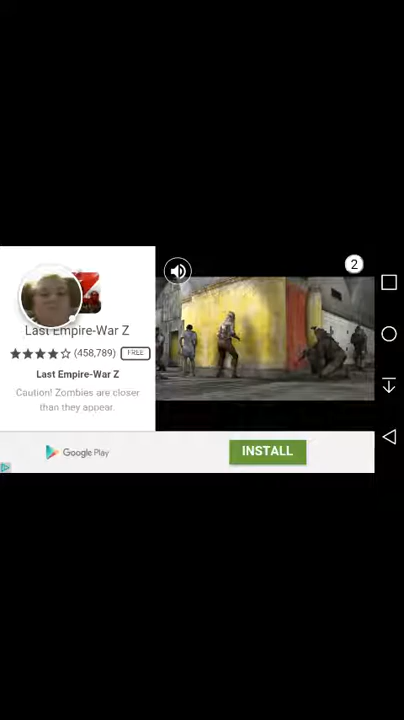 2
Last Empire-War Z
(458,789) FREE
Last Empire-War Z
Caution! Zombies are closer
than they appear.
Google Play
INSTALL